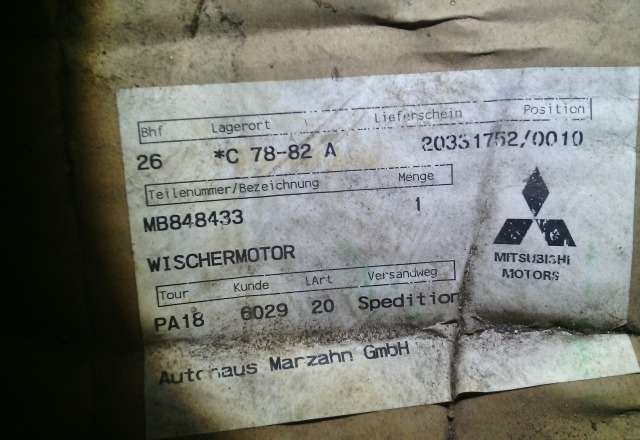 Bhf Lagerort Lieferschein Position
26 *C 78-82 A 20331752/0010
Teilenummer/Bezeichnung Menge
MB848433 1
WISCHERMOTOR
MITSUBISHI
MOTORS
Tour Kunde LArt Versandweg
PA18 6029 20 Spedition
Autohaus Marzahn GmbH